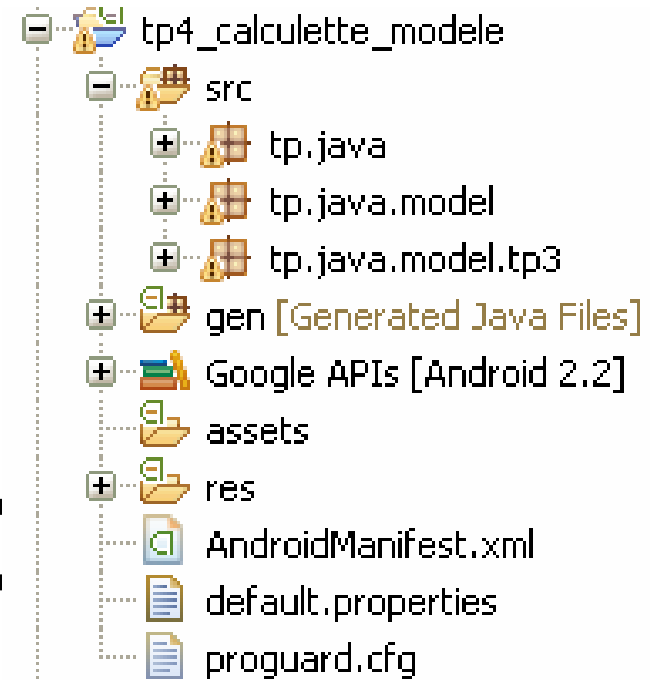 tp4_calculette_modele
src
tp.java
tp.java.model
tp.java.model.tp3
gen [Generated Java Files]
Google APIs [Android 2.2]
assets
res
AndroidManifest.xml
default.properties
proguard.cfg